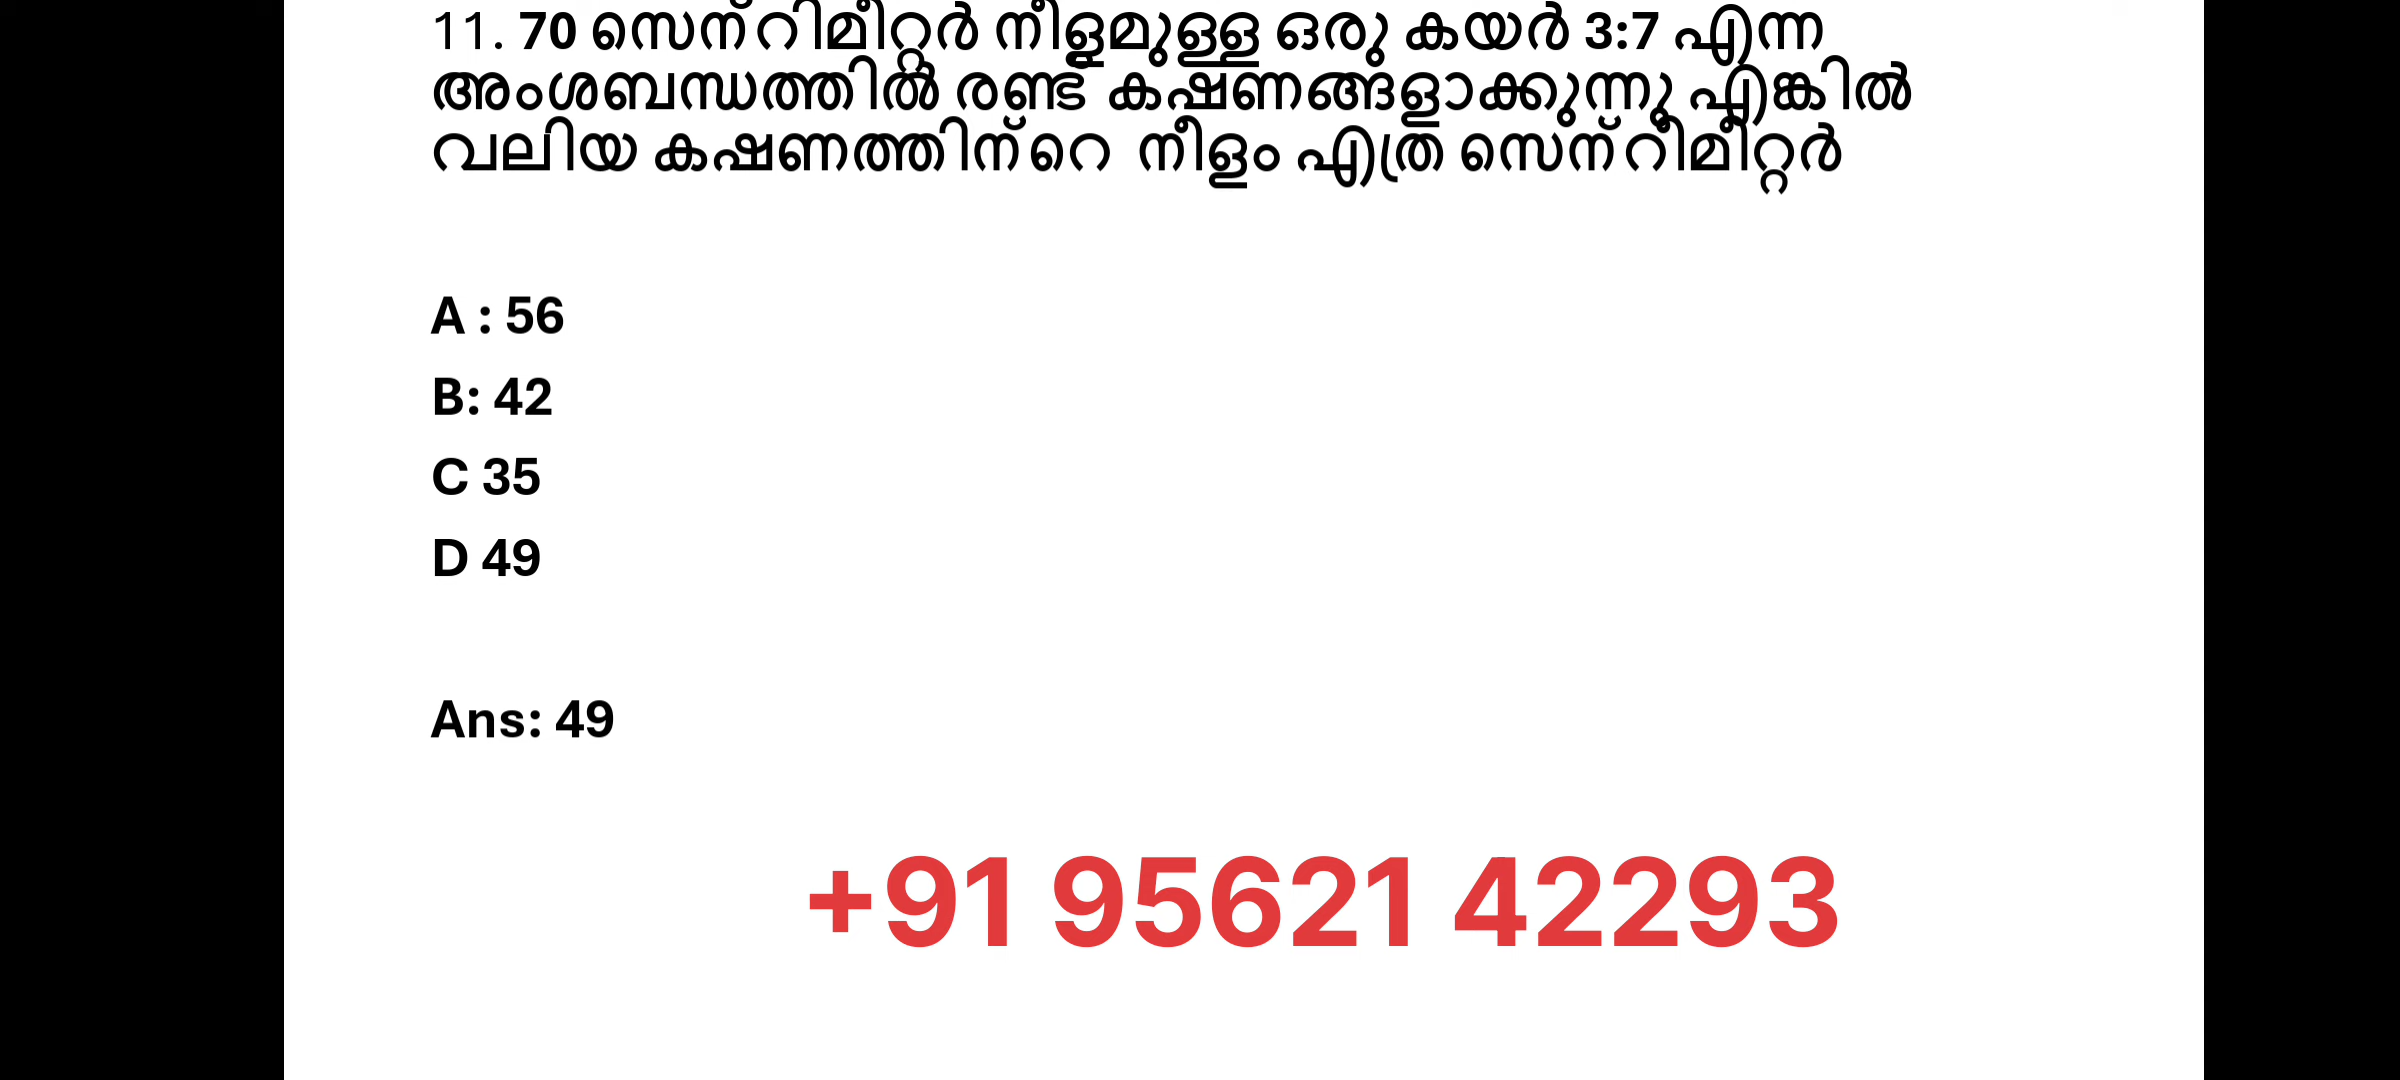 11. 70 സെന്റിമീറ്റർ നീളമുള്ള ഒരു കയർ 3:7 എന്ന
അംശബന്ധത്തിൽ രണ്ട് കഷണങ്ങളാക്കുന്നു എങ്കിൽ
വലിയ കഷണത്തിന്റെ നീളം എത്ര സെന്റീമീറ്റർ
A : 56
B: 42
C 35
D 49
Ans: 49
+91 95621 42293